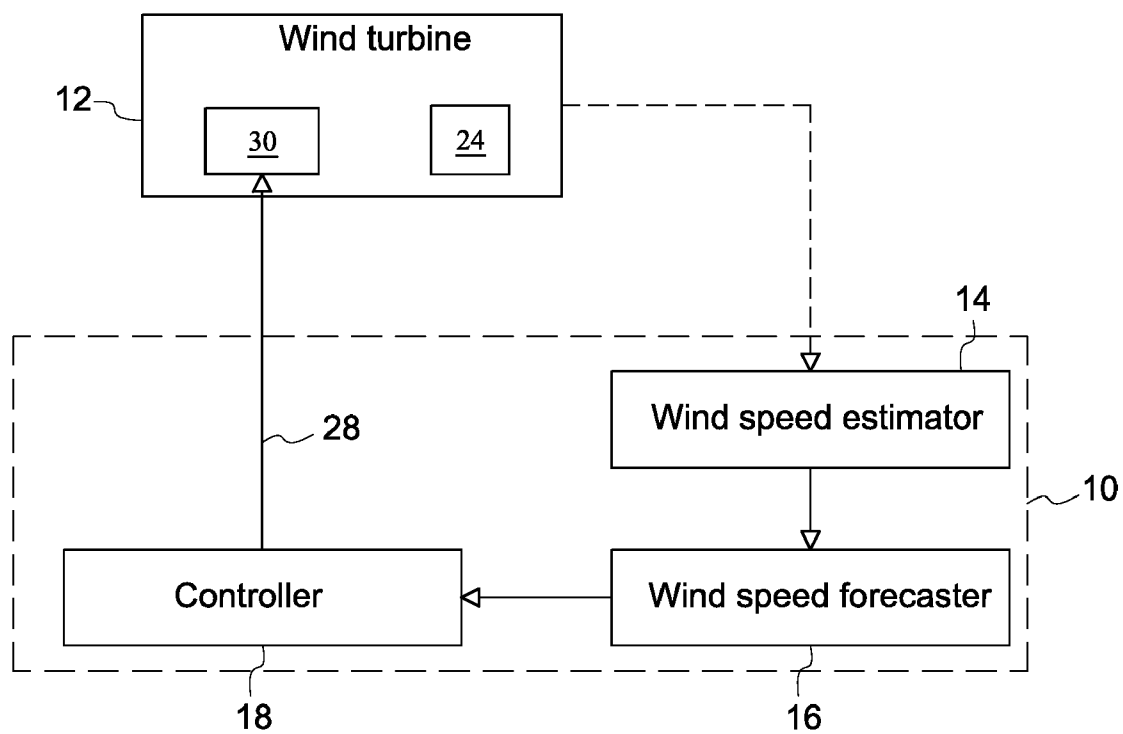 Wind turbine
12
30
24
14
Wind speed estimator
28
10
Controller
Wind speed forecaster
18
16